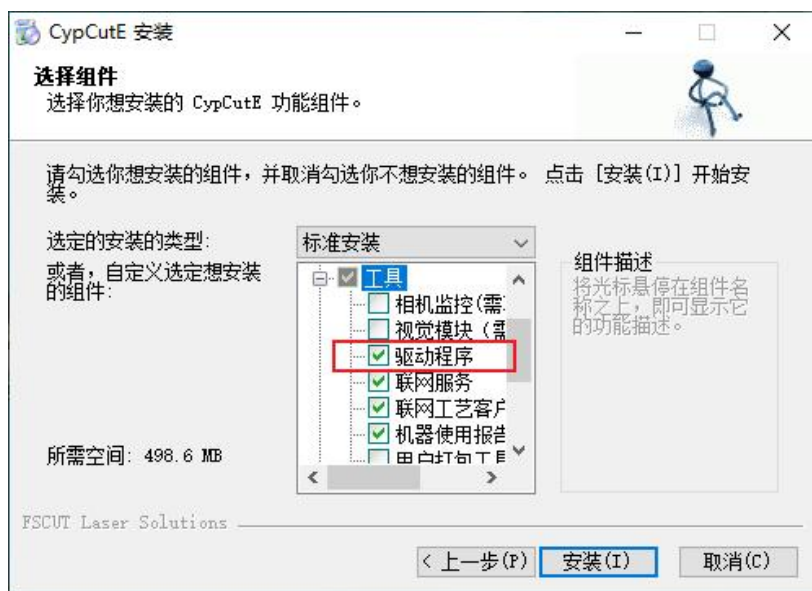 CypCutE 安装
选择组件
选择你想安装的 CypCutE 功能组件。
请勾选你想安装的组件，并取消勾选你不想安装的组件。 点击 [安装(I)] 开始安
装。
选定的安装的类型:
标准安装
或者，自定义选定想安装
的组件:
工具
相机监控(需
视觉模块（需
驱动程序
联网服务
联网工艺客户
机器使用报告
用户打包工具
组件描述
将光标悬停在组件名
称之上，即可显示它
的功能描述。
所需空间: 498.6 MB
FSCUT Laser Solutions
< 上一步(P)
安装(I)
取消(C)